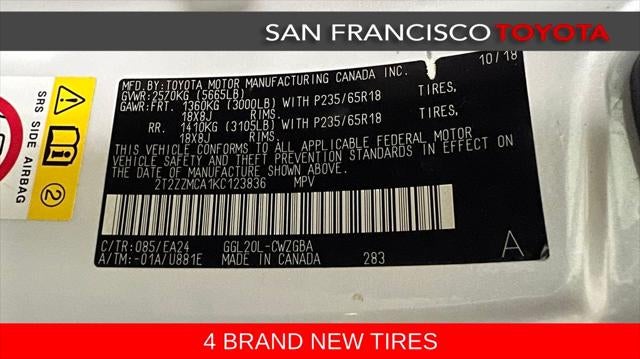 SAN FRANCISCO TOYOTA
SRS SIDE AIRBAG
2
MFD.BY:TOYOTA MOTOR MANUFACTURING CANADA INC. 10/18
GVWR:2570KG (5665LB)
GAWR:FRT. 1360KG (3000LB) WITH P235/65R18 TIRES,
18X8J RIMS.
RR. 1410KG (3105LB) WITH P235/65R18 TIRES,
18X8J RIMS.
THIS VEHICLE CONFORMS TO ALL APPLICABLE FEDERAL MOTOR
VEHICLE SAFETY AND THEFT PREVENTION STANDARDS IN EFFECT ON
THE DATE OF MANUFACTURE SHOWN ABOVE.
2T2ZZMCA1KC123836 MPV
C/TR:085/EA24 GGL20L-CWZGBA
A/TM:-01A/U881E MADE IN CANADA 283
A
4 BRAND NEW TIRES